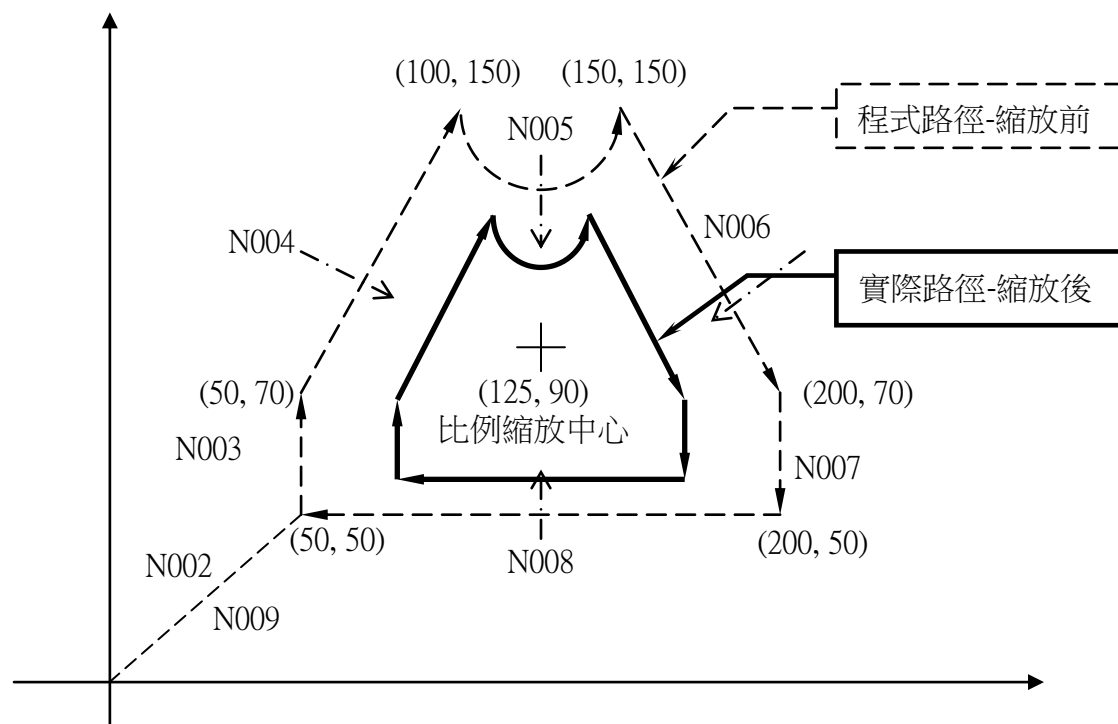 (100, 150)
(150, 150)
N005
程式路徑-縮放前
N004
N006
實際路徑-縮放後
(50, 70)
(125, 90)
比例縮放中心
(200, 70)
N003
N007
(50, 50)
N008
(200, 50)
N002
N009